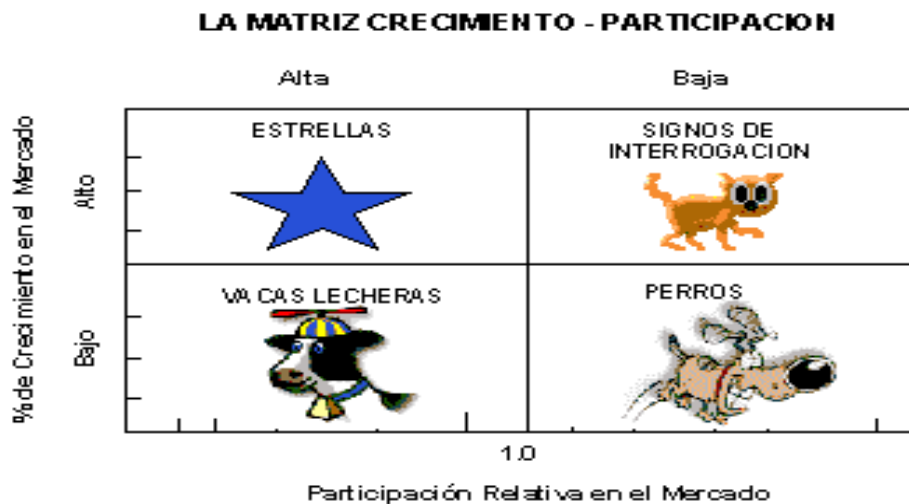 LA MATRIZ CRECIMIENTO - PARTICIPACION
Alta
Baja
ESTRELLAS
SIGNOS DE
INTERROGACION
% de Crecimiento en el Mercado
Alto
VACAS LECHERAS
PERROS
Bajo
1.0
Participación Relativa en el Mercado